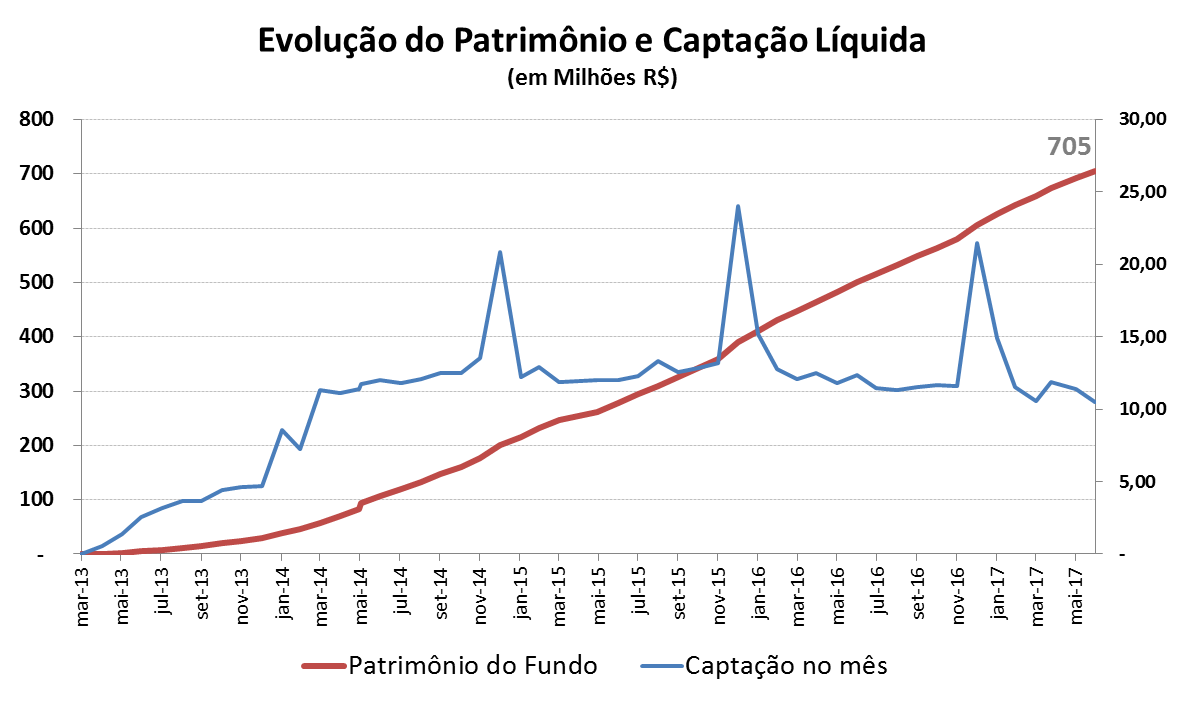 Evolução do Patrimônio e Captação Líquida
(em Milhões R$)
800
700
600
500
400
300
200
100
-
30,00
25,00
20,00
15,00
10,00
5,00
-
705
mar-13
mai-13
jul-13
set-13
nov-13
jan-14
mar-14
mai-14
jul-14
set-14
nov-14
jan-15
mar-15
mai-15
jul-15
set-15
nov-15
jan-16
mar-16
mai-16
jul-16
set-16
nov-16
jan-17
mar-17
mai-17
Patrimônio do Fundo
Captação no mês